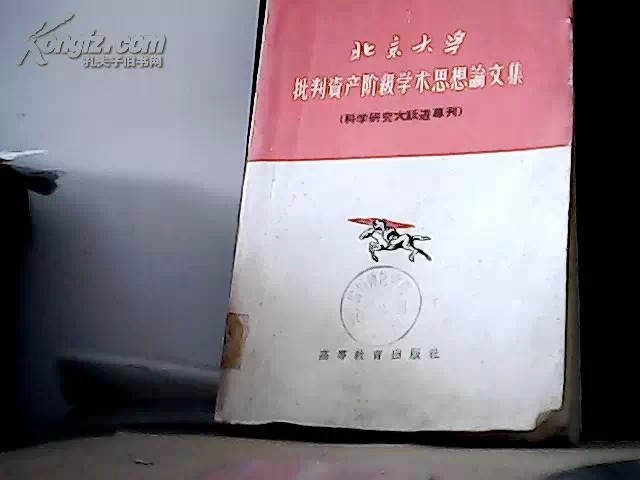 Kongfz.com
孔夫子旧书网
北京大学
批判資产阶級学术思想論文集
(科学研究大跃进專刊)
高等教育出版社